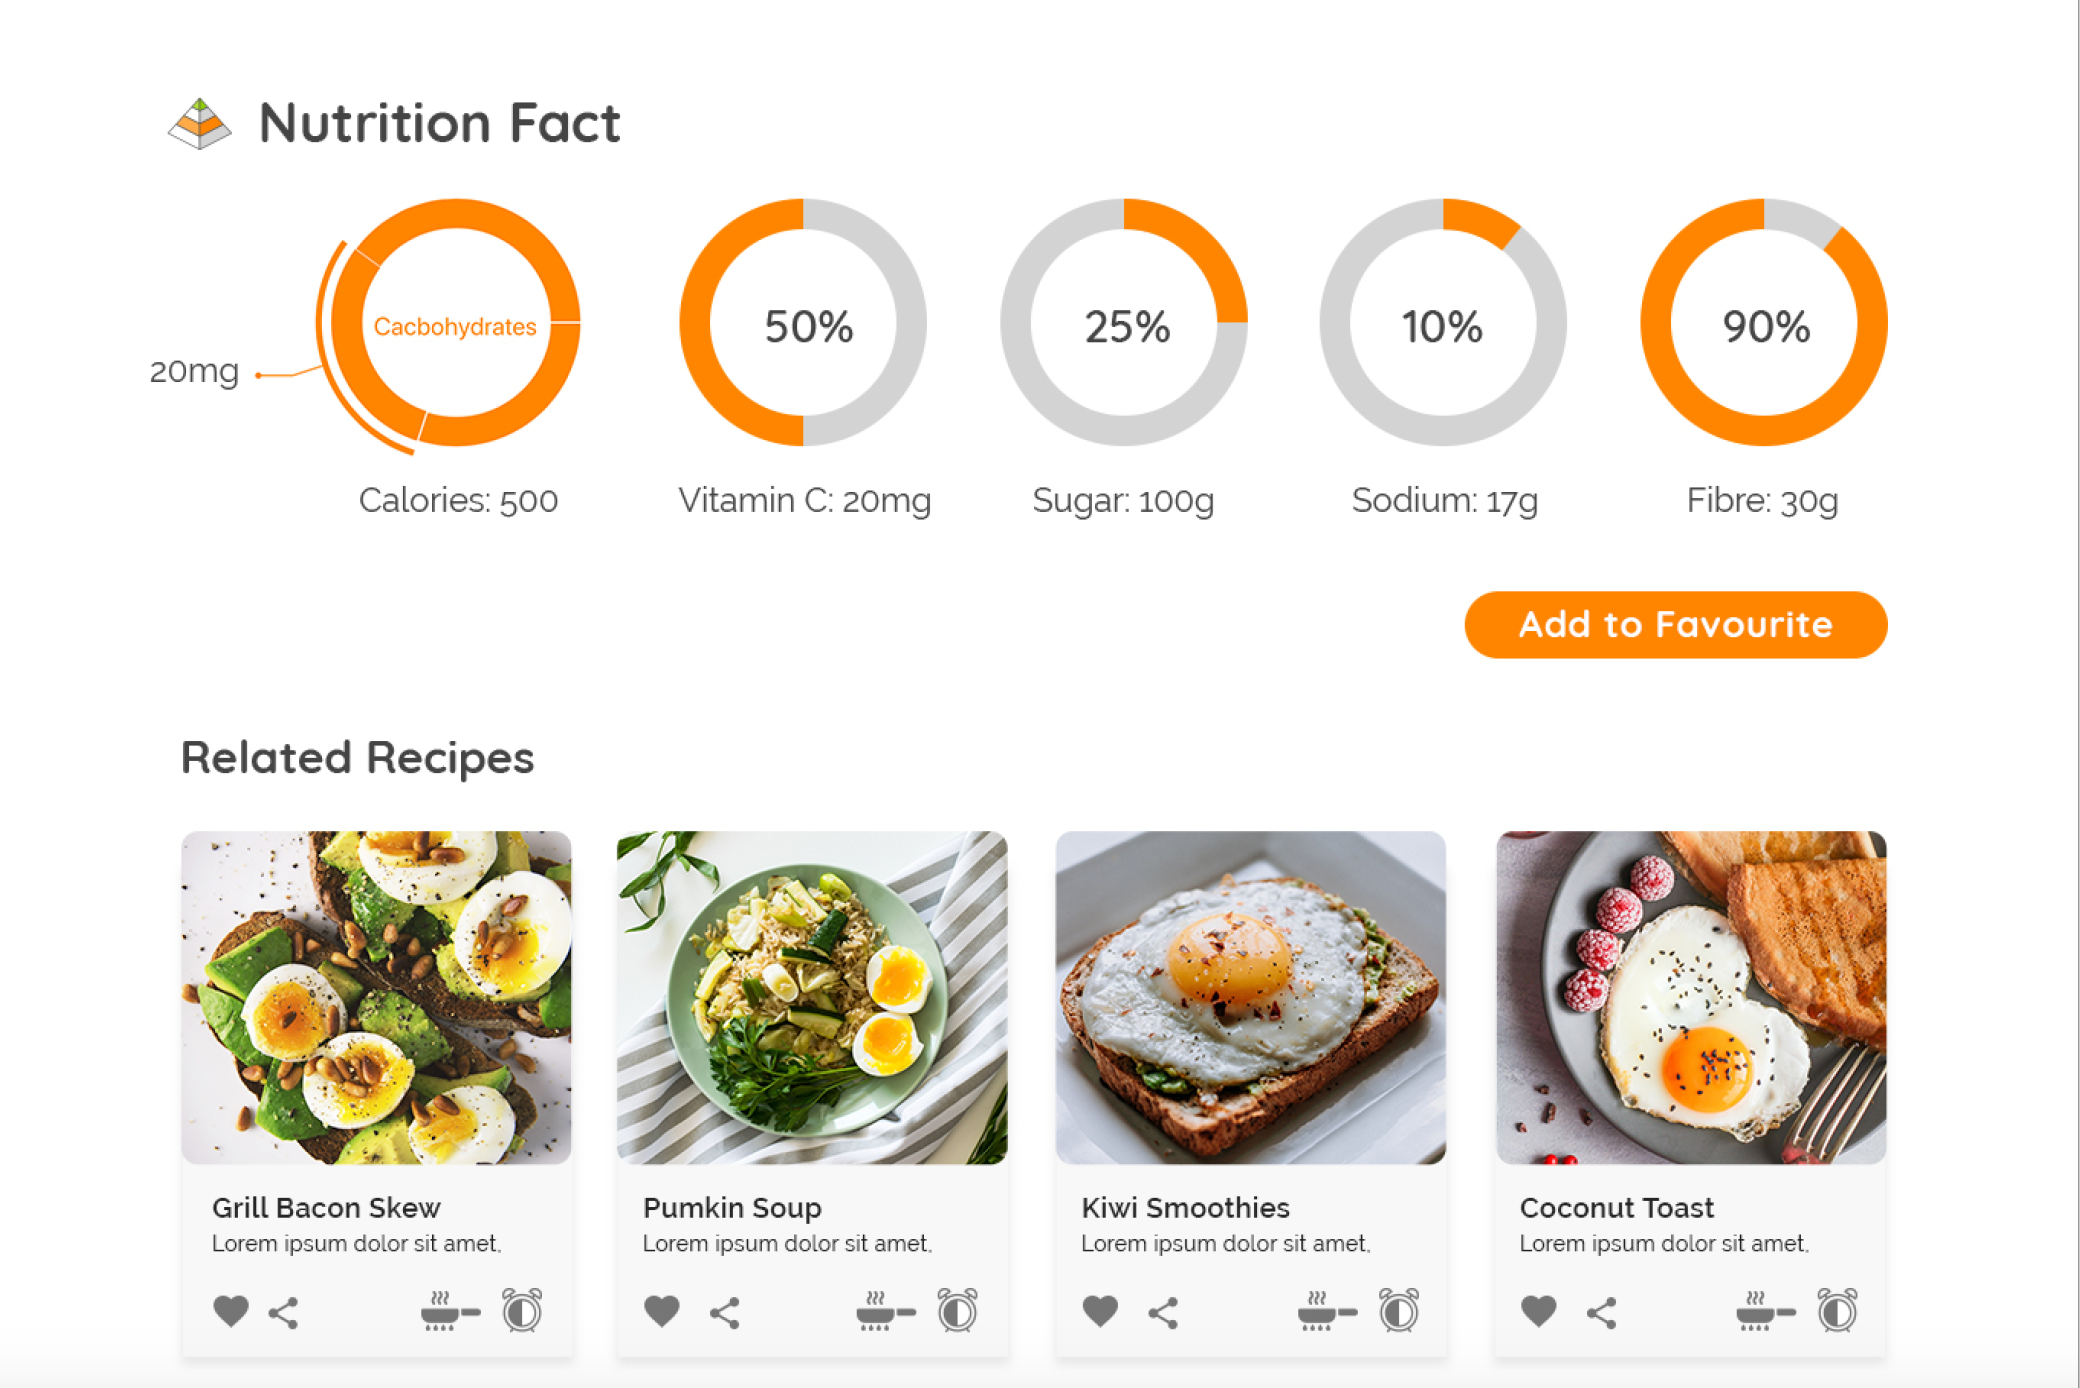 Nutrition Fact
Cacbohydrates
20mg
50%
25%
10%
90%
Calories: 500
Vitamin C: 20mg
Sugar: 100g
Sodium: 17g
Fibre: 30g
Add to Favourite
Related Recipes
Grill Bacon Skew
Lorem ipsum dolor sit amet,
Pumkin Soup
Lorem ipsum dolor sit amet,
Kiwi Smoothies
Lorem ipsum dolor sit amet,
Coconut Toast
Lorem ipsum dolor sit amet,